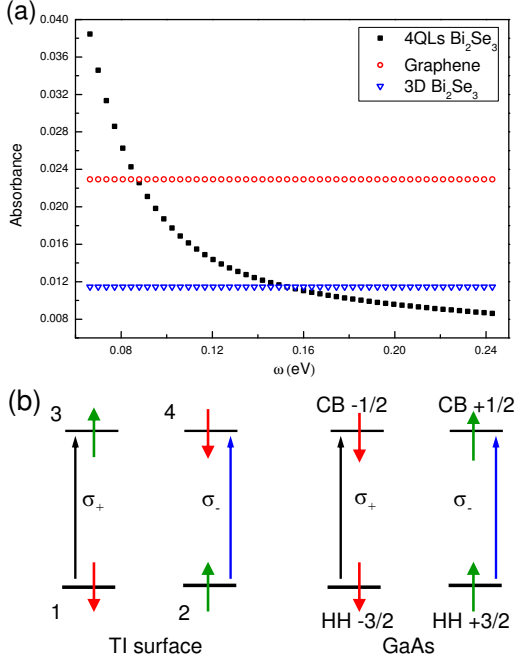 (a)
0.040
0.036
0.032
0.028
0.024
0.020
0.016
0.012
0.008
Absorbance
4QLs Bi₂Se₃
Graphene
3D Bi₂Se₃
0.08 0.12 0.16 0.20 0.24
ω (eV)
(b)
3 4 CB -1/2 CB +1/2
σ₊ σ₋ σ₊ σ₋
1 2 HH -3/2 HH +3/2
TI surface GaAs